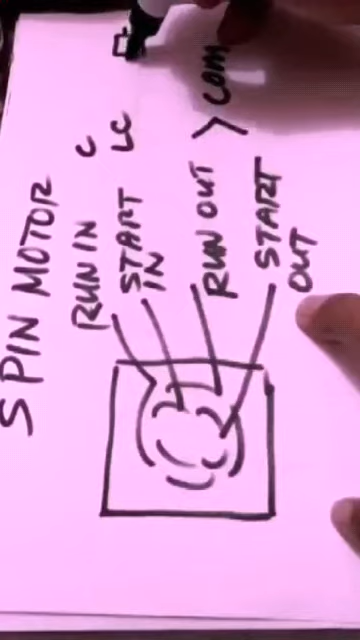 SPIN MOTOR
RUN IN C
START IN LC
RUN OUT
START OUT
> COM